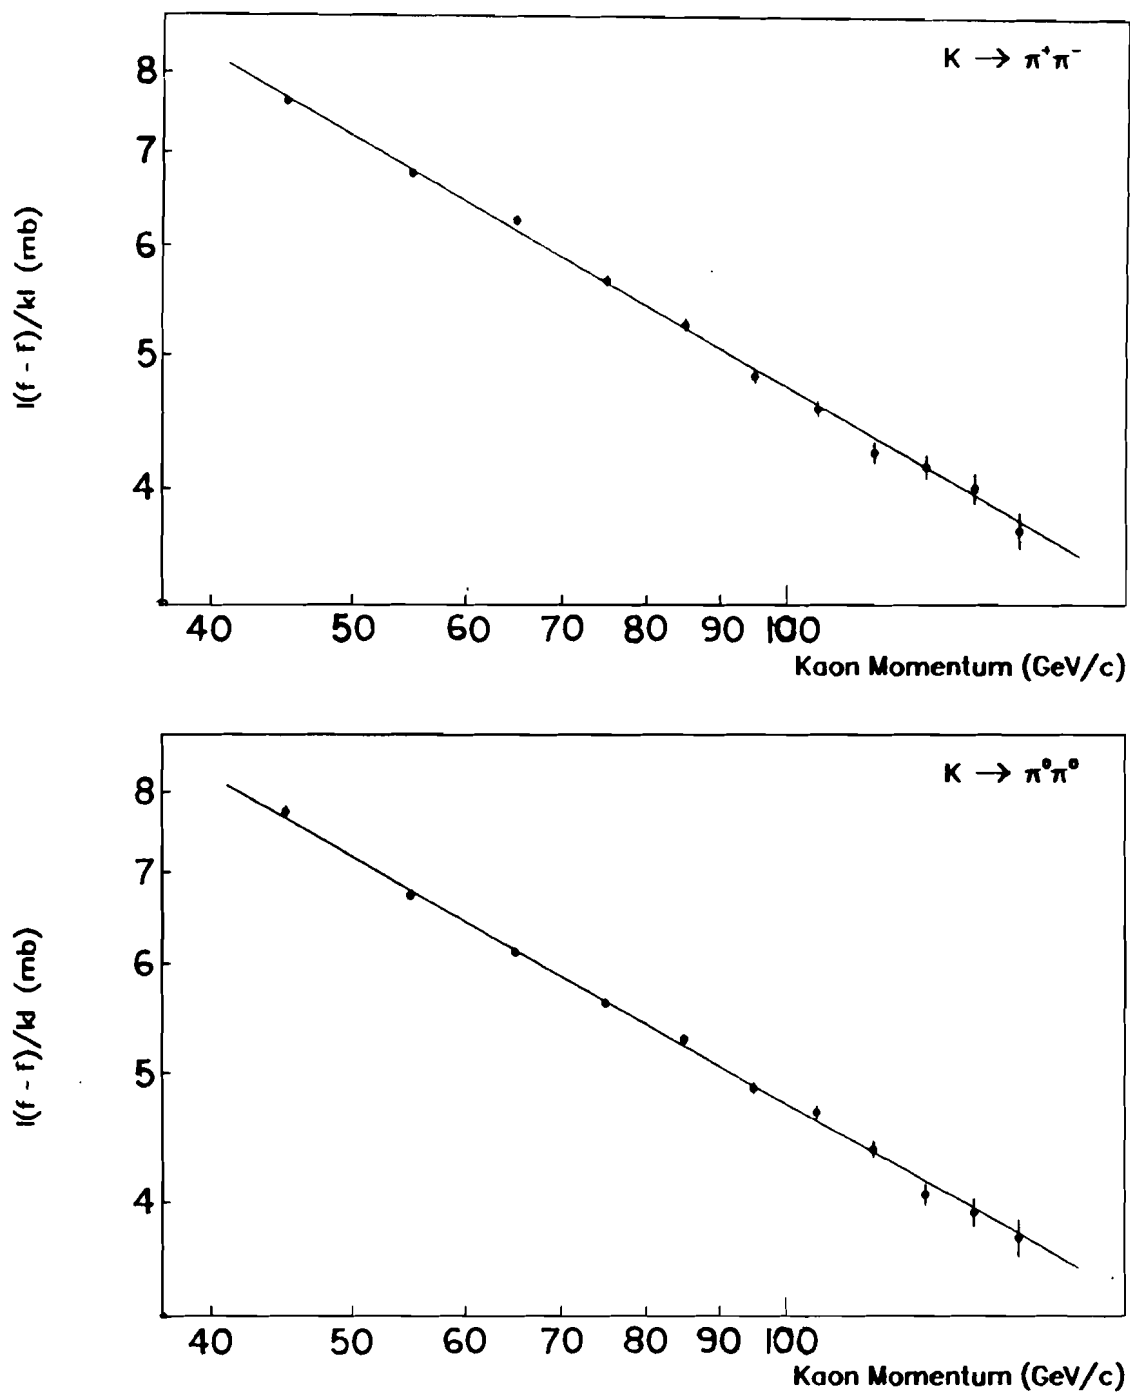 K → π⁺π⁻
8
7
6
5
4
|(f - f̄)/k| (mb)
40 50 60 70 80 90 100
Kaon Momentum (GeV/c)
K → π⁰π⁰
8
7
6
5
4
|(f - f̄)/k| (mb)
40 50 60 70 80 90 100
Kaon Momentum (GeV/c)